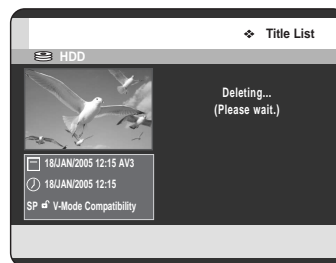 ❖ Title List
HDD
Deleting...
(Please wait.)
18/JAN/2005 12:15 AV3
18/JAN/2005 12:15
SP V-Mode Compatibility